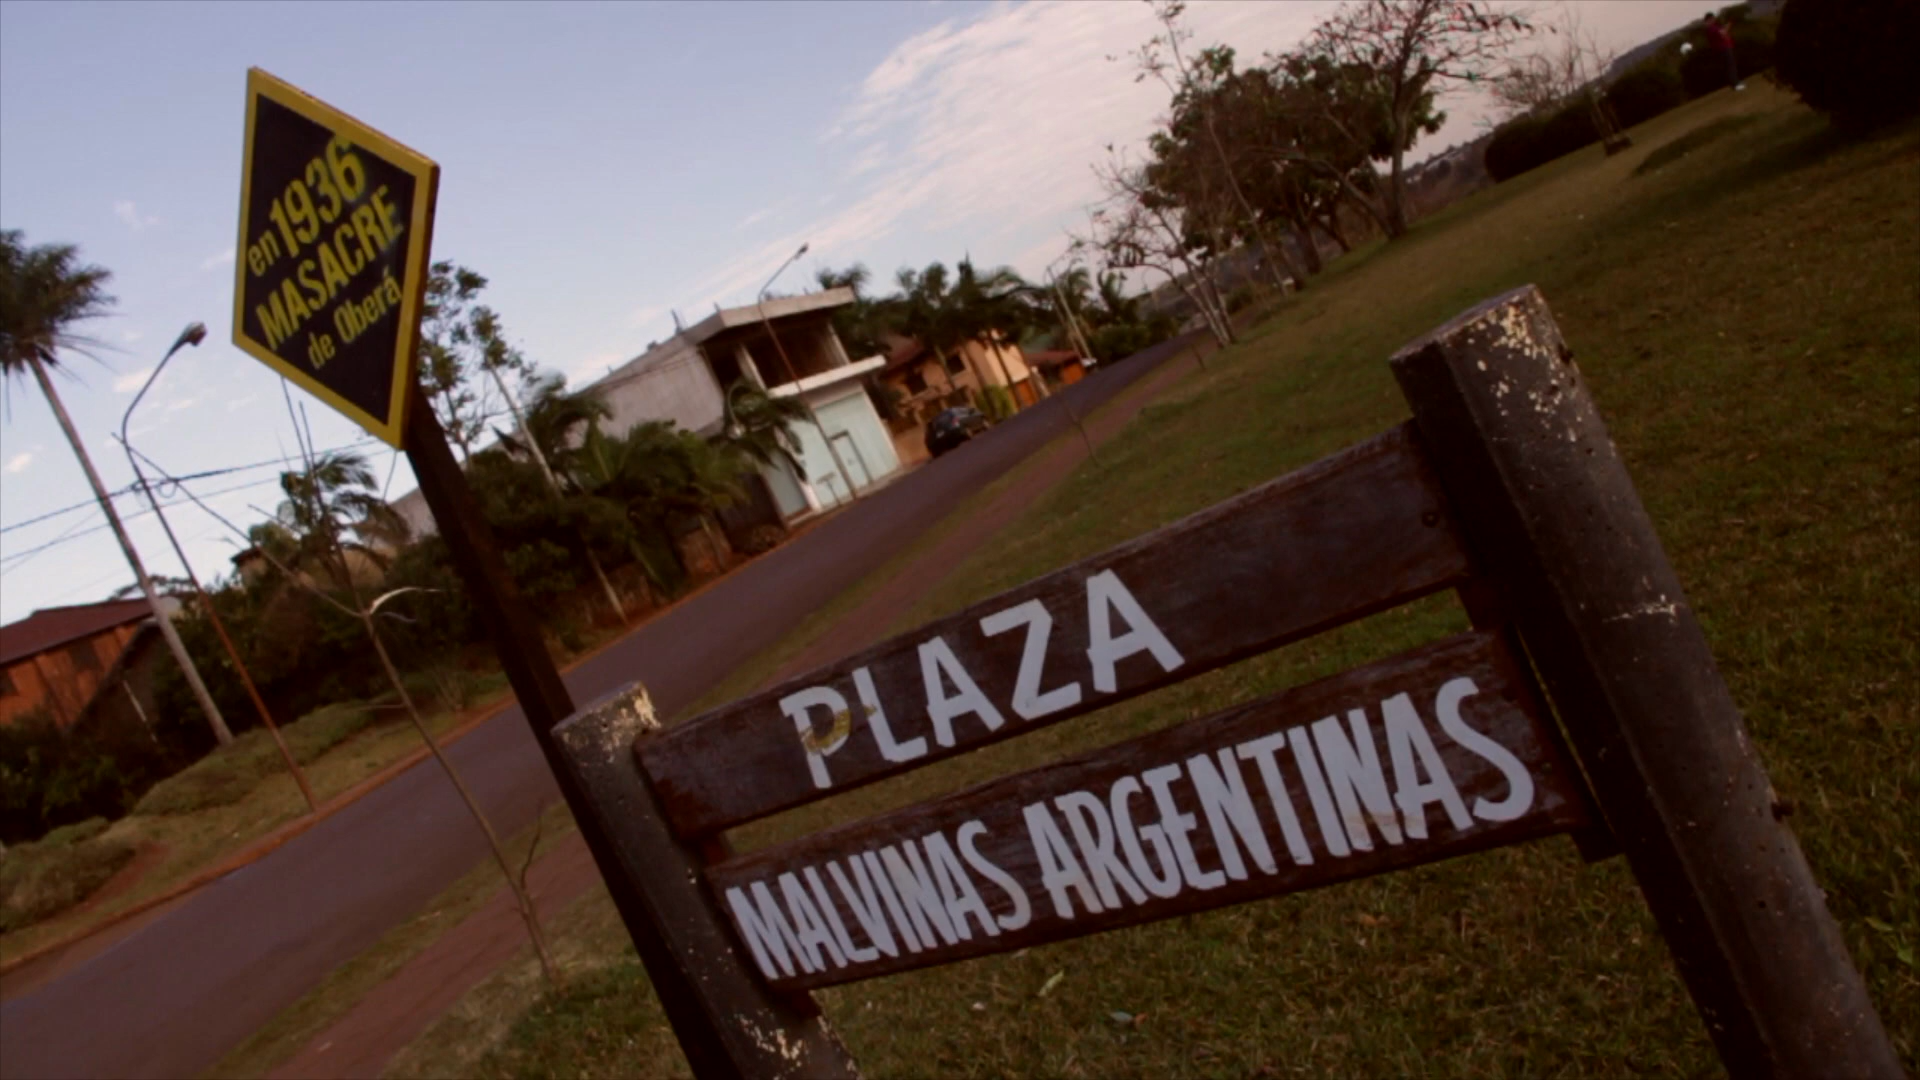 en 1936
MASACRE
de Oberá
PLAZA
MALVINAS ARGENTINAS